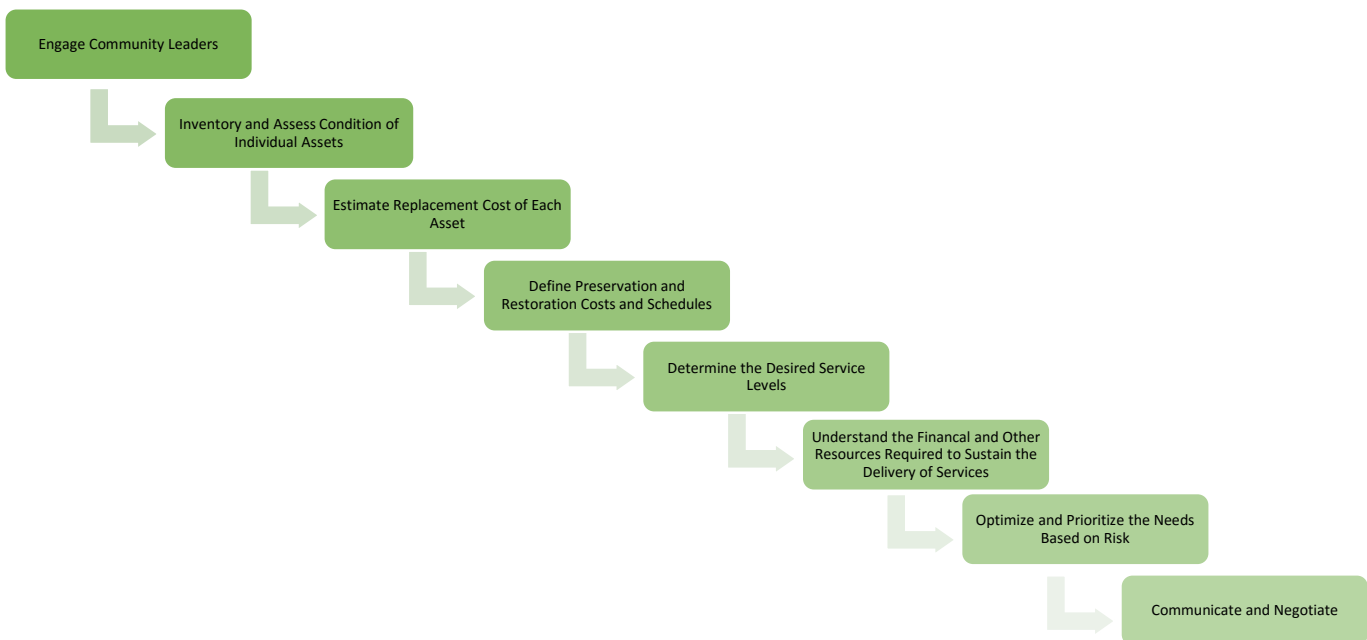 Engage Community Leaders
Inventory and Assess Condition of
Individual Assets
Estimate Replacement Cost of Each
Asset
Define Preservation and
Restoration Costs and Schedules
Determine the Desired Service
Levels
Understand the Financal and Other
Resources Required to Sustain the
Delivery of Services
Optimize and Prioritize the Needs
Based on Risk
Communicate and Negotiate